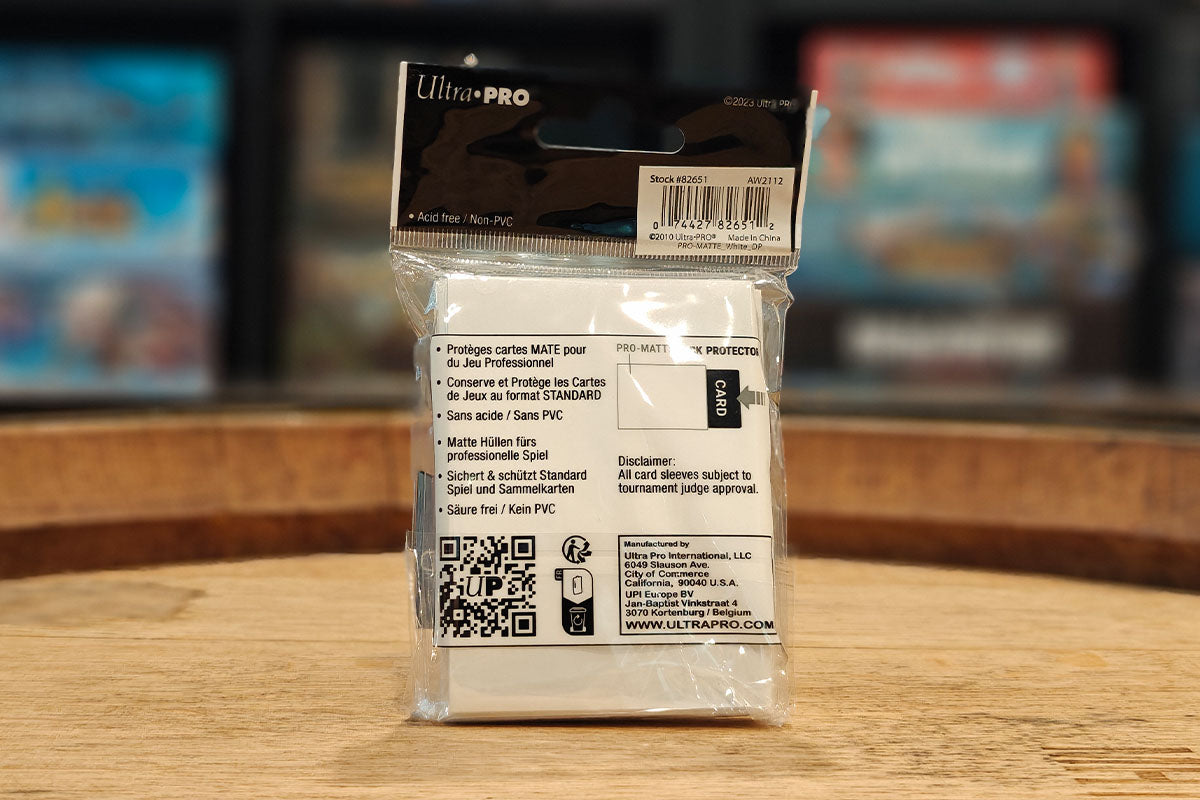 Ultra•PRO
©2023 Ultra PRO
• Acid free / Non-PVC
Stock #82651 AW2112
0 74427 82651 2
©2010 Ultra•PRO® Made In China
PRO-MATTE_White_DP
• Protèges cartes MATE pour
du Jeu Professionnel
• Conserve et Protège les Cartes
de Jeux au format STANDARD
• Sans acide / Sans PVC
• Matte Hüllen fürs
professionelle Spiel
• Sichert & schützt Standard
Spiel und Sammelkarten
• Säure frei / Kein PVC
PRO-MATTE PROTECTOR
CARD
Disclaimer:
All card sleeves subject to
tournament judge approval.
UP
Manufactured by
Ultra Pro International, LLC
6049 Slauson Ave.
City of Commerce
California, 90040 U.S.A.
UPI Europe BV
Jan-Baptist Vinkstraat 4
3070 Kortenburg / Belgium
WWW.ULTRAPRO.COM